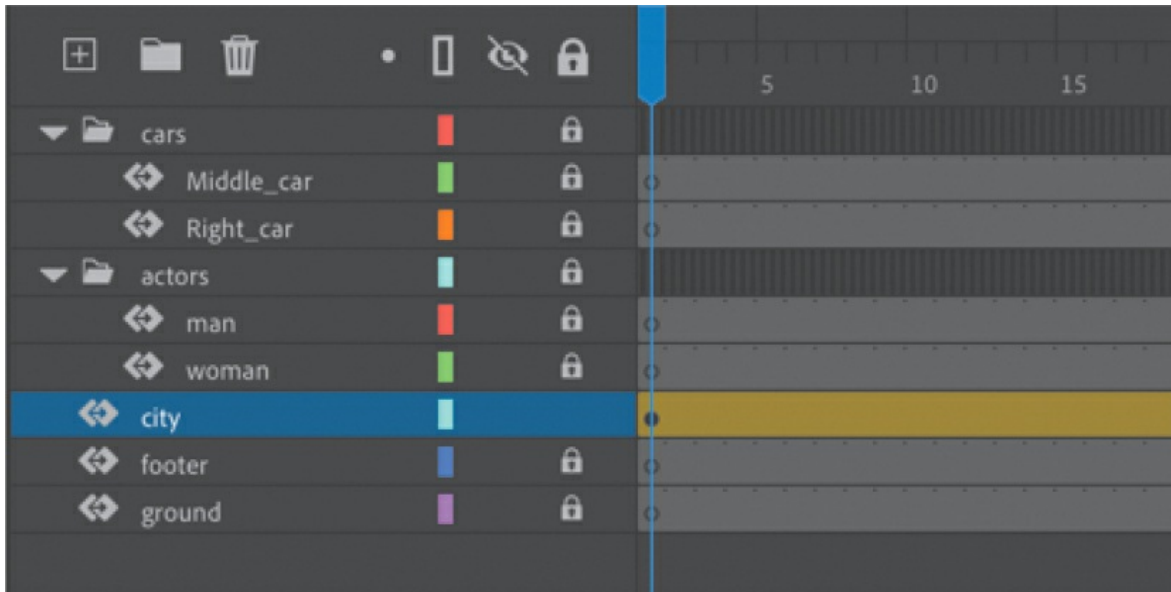 5 10 15
cars
Middle_car
Right_car
actors
man
woman
city
footer
ground